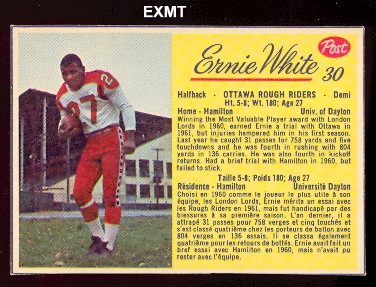 EXMT
Post
Ernie White 30
27
Halfback - OTTAWA ROUGH RIDERS - Demi
Ht. 5-8; Wt. 180; Age 27
Home - Hamilton Univ. of Dayton
Winning the Most Valuable Player award with London
Lords in 1960, earned Ernie a trial with Ottawa in
1961, but injuries hampered him in his first season.
Last year he caught 31 passes for 758 yards and five
touchdowns and he was fourth in rushing with 804
yards in 136 carries. He was also fourth in kickoff
returns. Had a brief trial with Hamilton in 1960, but
failed to stick.
Taille 5-8; Poids 180; Age 27
Résidence - Hamilton Université Dayton
Choisi en 1960 comme le joueur le plus utile à son
équipe, les London Lords, Ernie mérita un essai avec
les Rough Riders en 1961, mais fut handicapé par des
blessures à sa première saison. L'an dernier, il a
attrapé 31 passes pour 758 verges et cinq touchés et
s'est classé quatrième chez les porteurs de ballon avec
804 verges en 136 essais. Il se classa également
quatrième pour les retours de bottés. Ernie avait fait un
bref essai avec Hamilton en 1960, mais n'avait pu
rester avec l'équipe.